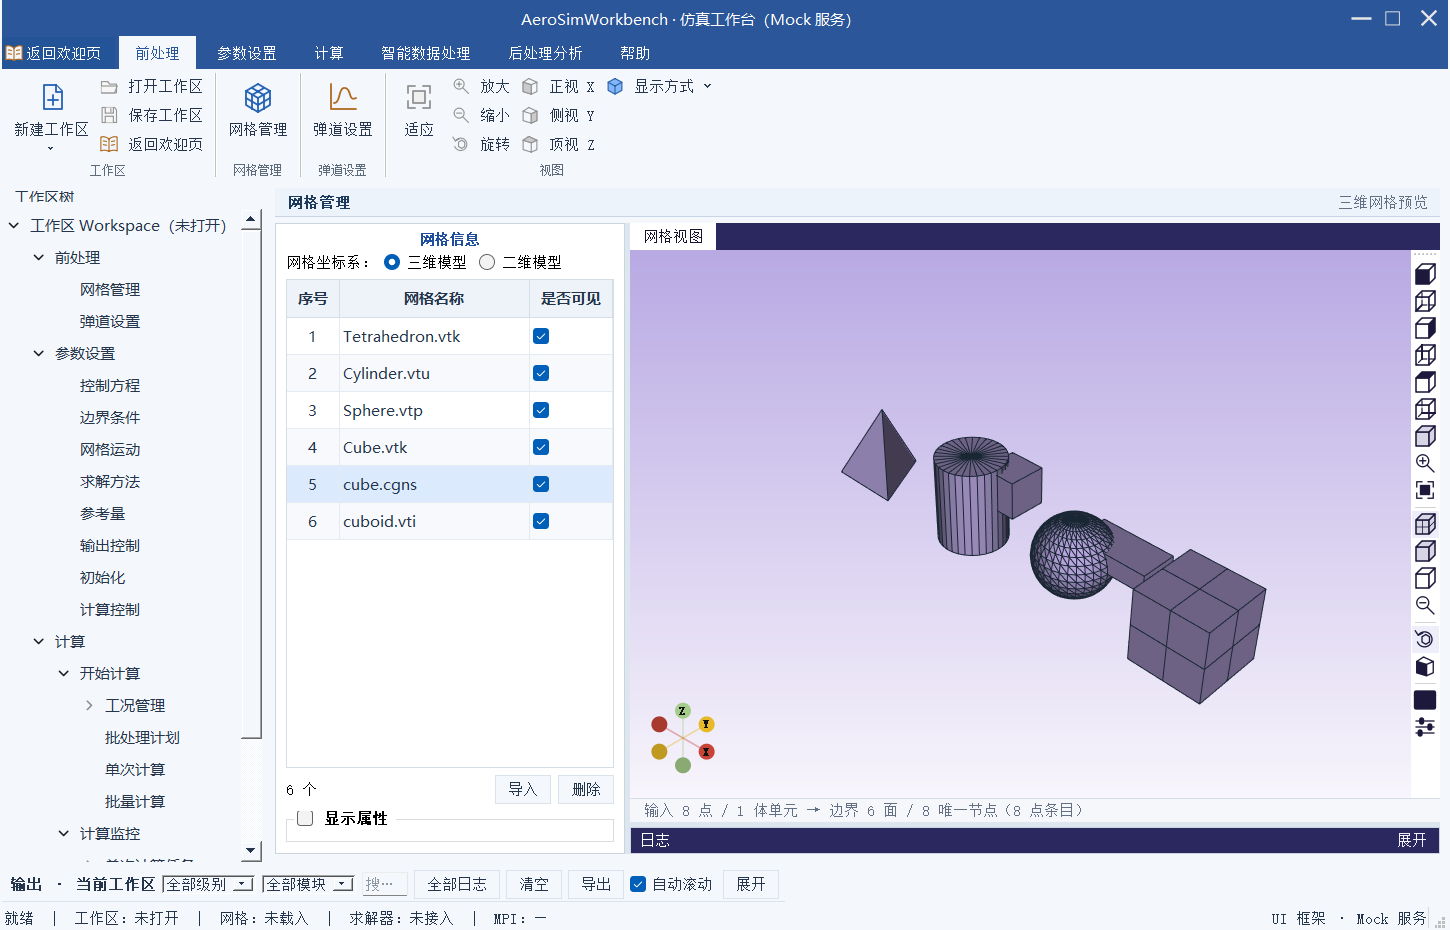 AeroSimWorkbench · 仿真工作台（Mock 服务）
返回欢迎页 前处理 参数设置 计算 智能数据处理 后处理分析 帮助
新建工作区
打开工作区
保存工作区
返回欢迎页
工作区
网格管理
网格管理
弹道设置
弹道设置
适应
放大 正视 X 显示方式
缩小 侧视 Y
旋转 顶视 Z
视图
工作区树
工作区 Workspace（未打开）
前处理
网格管理
弹道设置
参数设置
控制方程
边界条件
网格运动
求解方法
参考量
输出控制
初始化
计算控制
计算
开始计算
工况管理
批处理计划
单次计算
批量计算
计算监控
网格管理 三维网格预览
网格信息
网格坐标系： 三维模型 二维模型
序号 网格名称 是否可见
1 Tetrahedron.vtk
2 Cylinder.vtu
3 Sphere.vtp
4 Cube.vtk
5 cube.cgns
6 cuboid.vti
6 个 导入 删除
显示属性
网格视图
Z
Y
X
输入 8 点 / 1 体单元 → 边界 6 面 / 8 唯一节点（8 点条目）
日志 展开
输出 · 当前工作区 全部级别 全部模块 搜… 全部日志 清空 导出 自动滚动 展开
就绪 | 工作区：未打开 | 网格：未载入 | 求解器：未接入 | MPI：— UI 框架 · Mock 服务